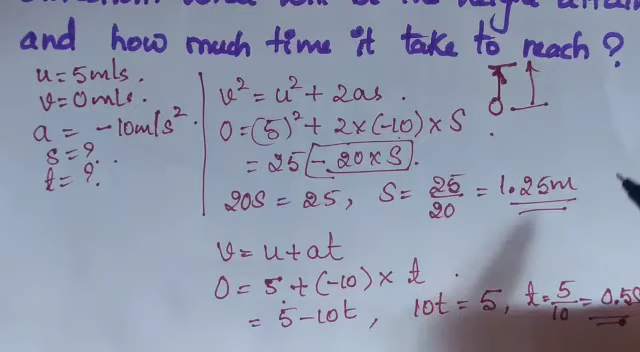 and how much time it take to reach?
u = 5m/s.
v = 0m/s.
a = -10m/s².
s = ?.
t = ?.
v² = u² + 2as.
0 = (5)² + 2x(-10) x S
= 25 - 20 x S.
20S = 25, S = 25/20 = 1.25m
v = u + at
0 = 5 + (-10) x t.
= 5 - 10t, 10t = 5, t = 5/10 = 0.5s